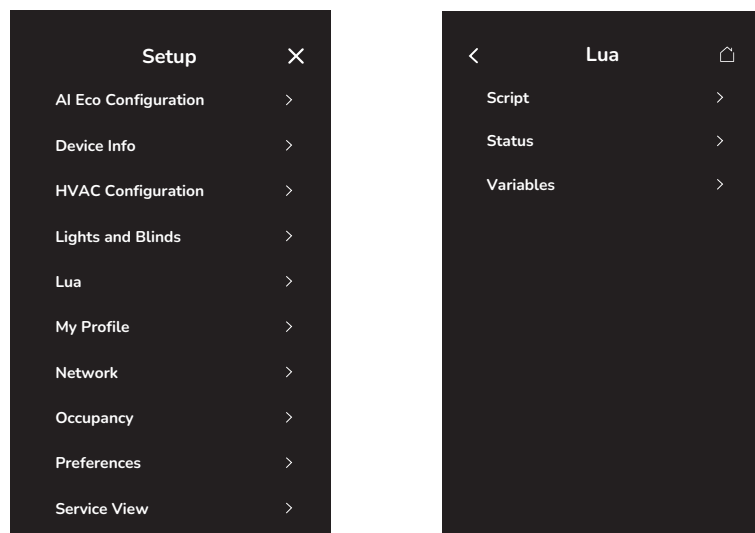 Setup
AI Eco Configuration
Device Info
HVAC Configuration
Lights and Blinds
Lua
My Profile
Network
Occupancy
Preferences
Service View
Lua
Script
Status
Variables